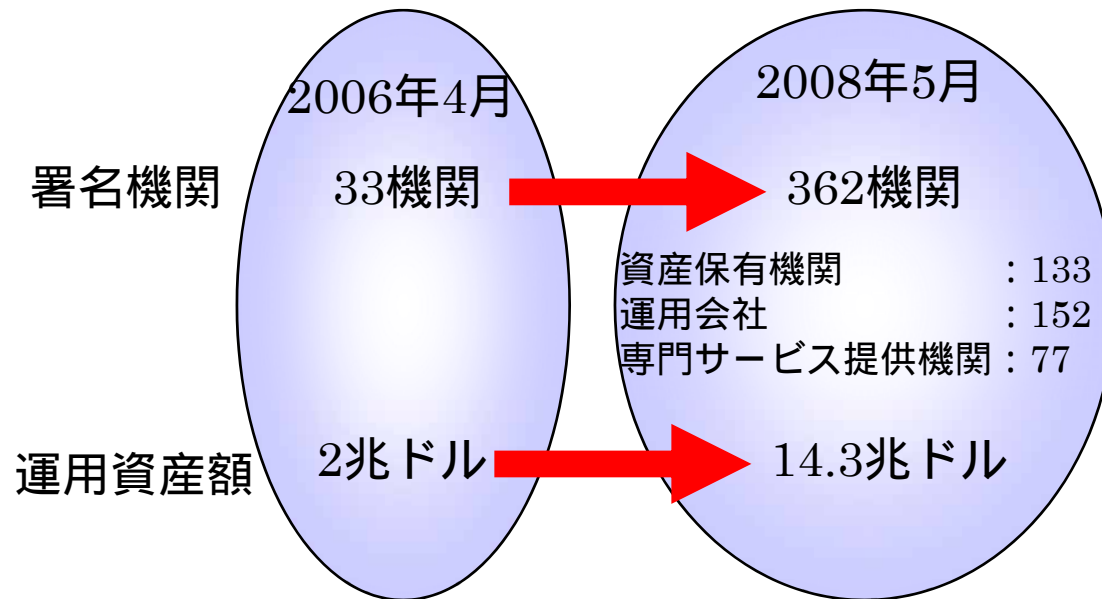 2006年4月
2008年5月
署名機関
33機関
362機関
資産保有機関 : 133
運用会社 : 152
専門サービス提供機関 : 77
運用資産額
2兆ドル
14.3兆ドル